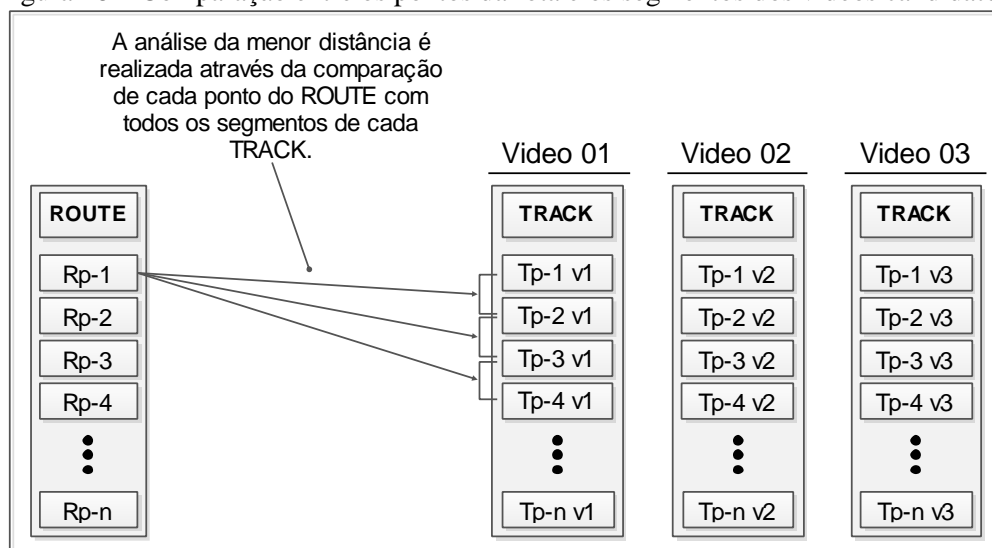 A análise da menor distância é
realizada através da comparação
de cada ponto do ROUTE com
todos os segmentos de cada
TRACK.
Video 01
Video 02
Video 03
ROUTE
TRACK
TRACK
TRACK
Rp-1
Tp-1 v1
Tp-1 v2
Tp-1 v3
Rp-2
Tp-2 v1
Tp-2 v2
Tp-2 v3
Rp-3
Tp-3 v1
Tp-3 v2
Tp-3 v3
Rp-4
Tp-4 v1
Tp-4 v2
Tp-4 v3
Rp-n
Tp-n v1
Tp-n v2
Tp-n v3